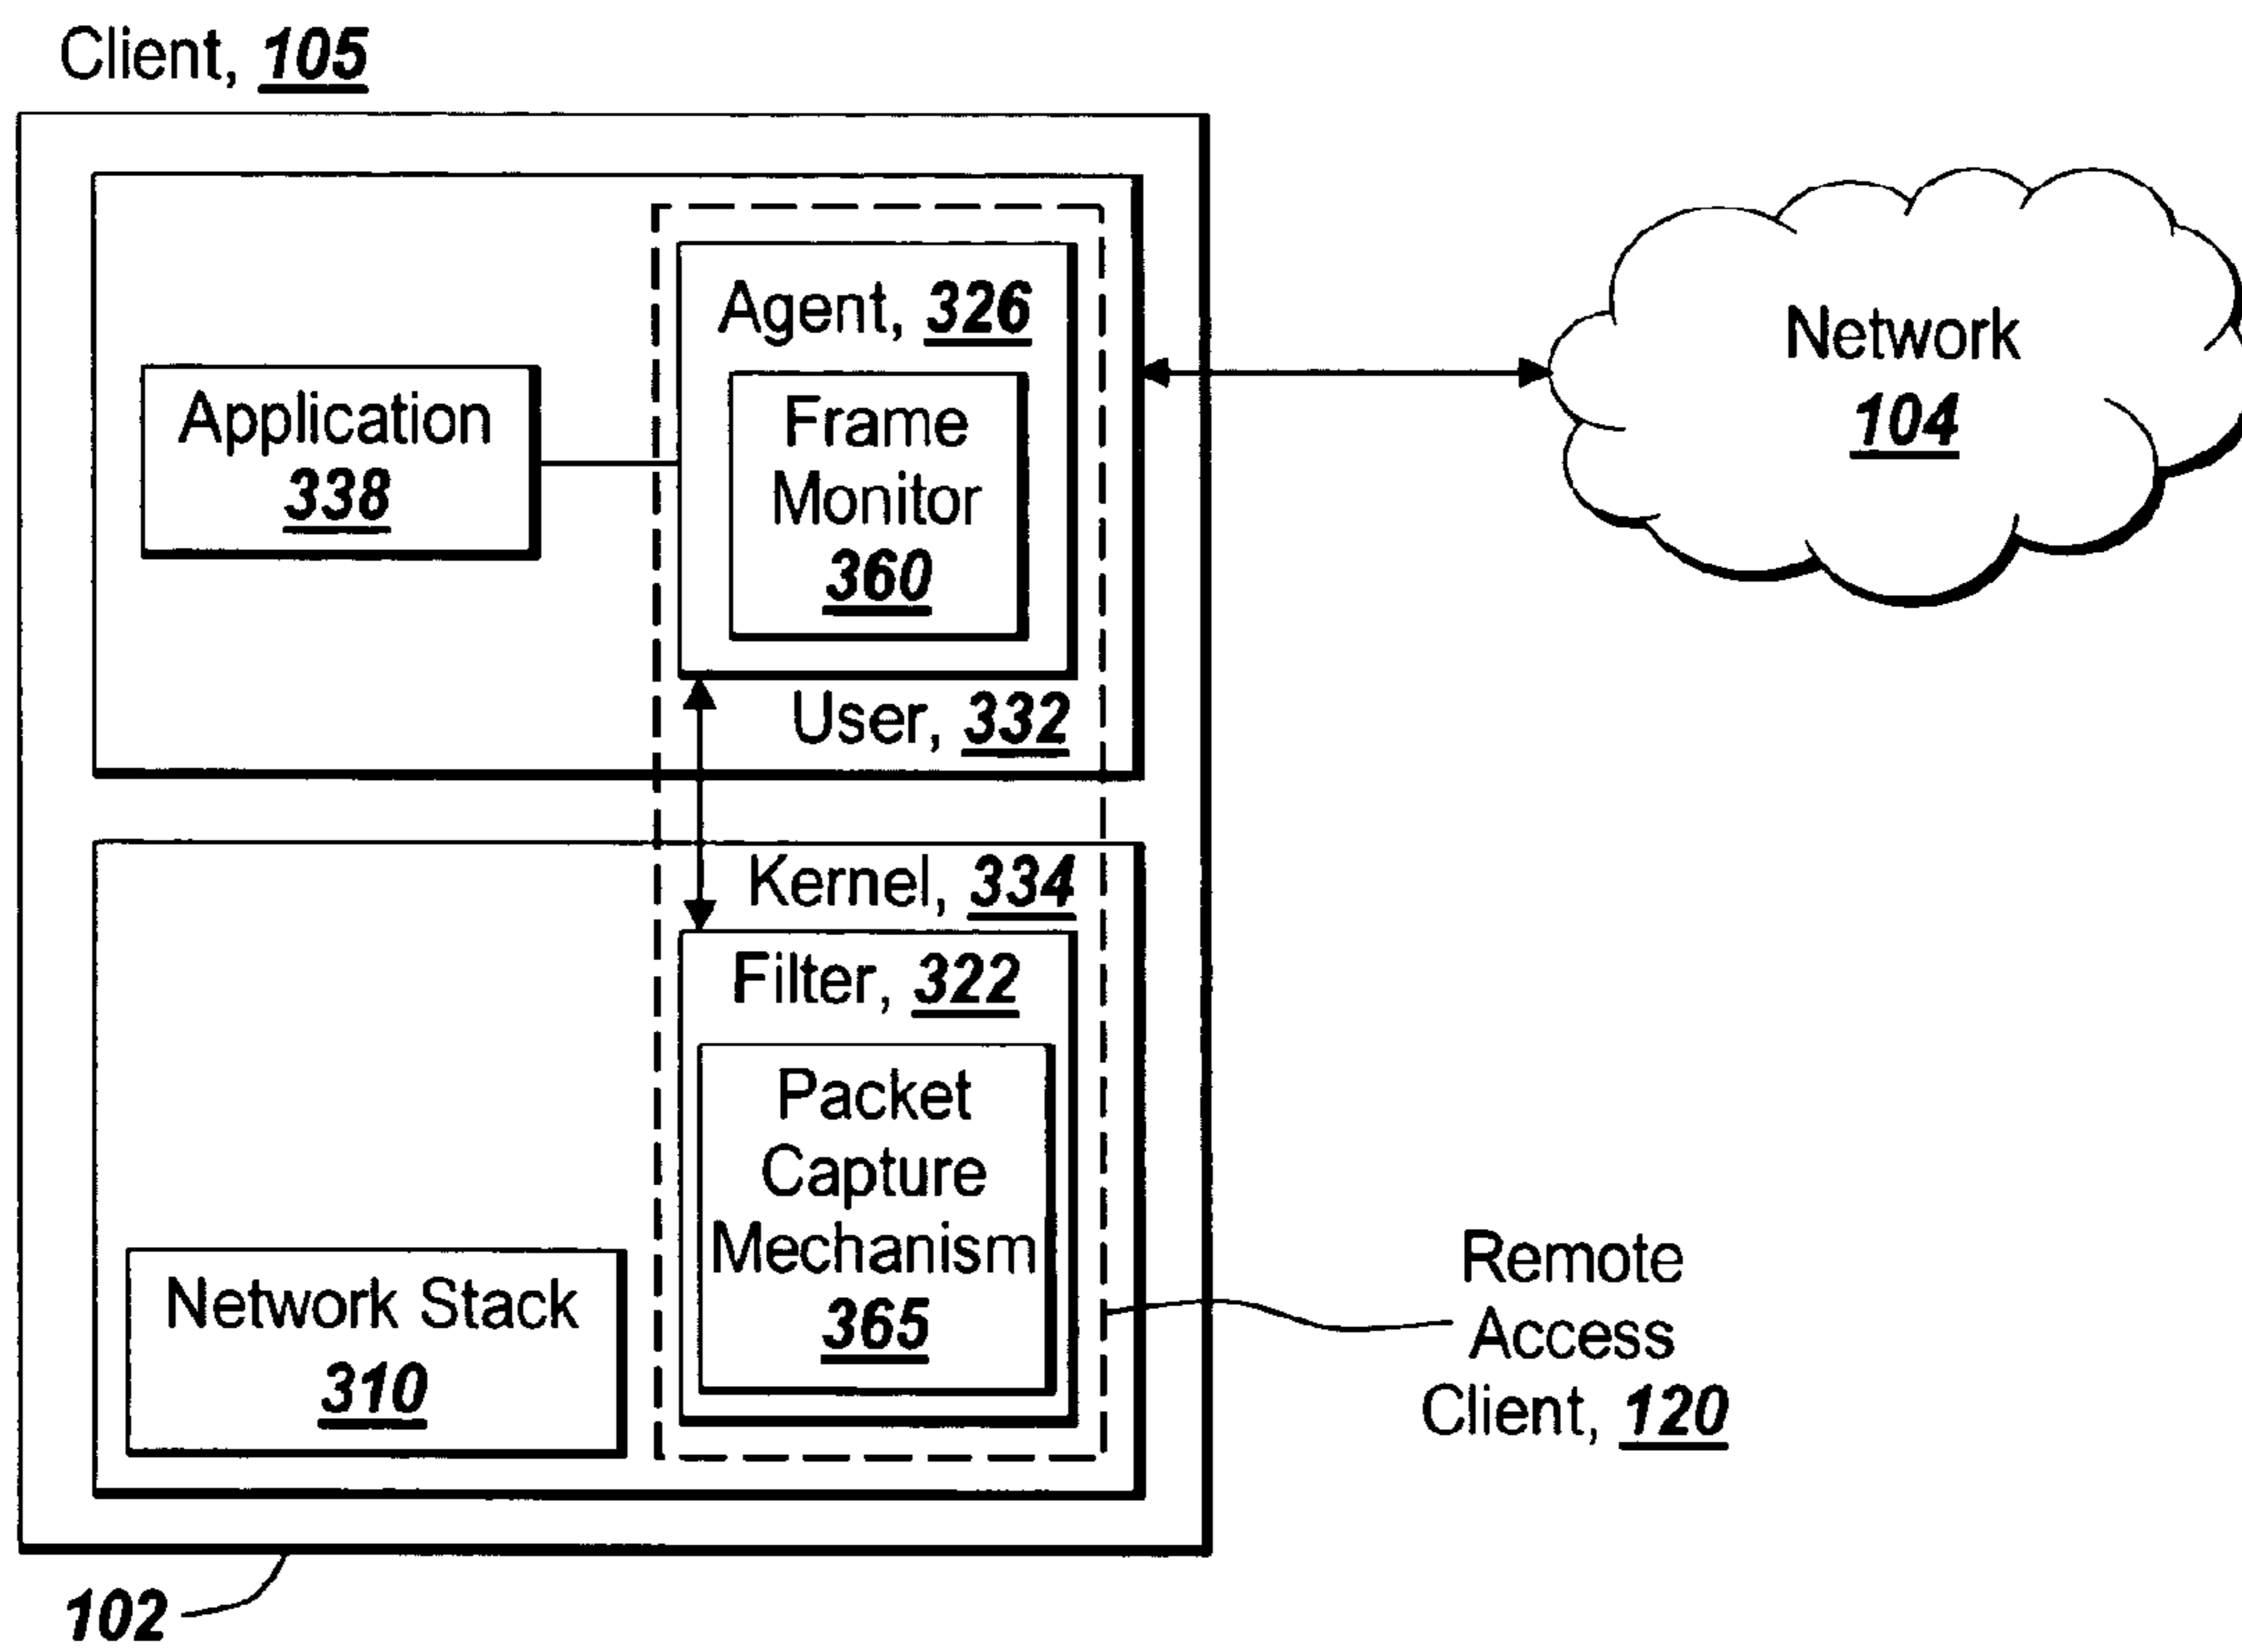 Client, 105
Agent, 326
Frame
Monitor
360
Application
338
User, 332
Network
104
Kernel, 334
Filter, 322
Packet
Capture
Mechanism
365
Network Stack
310
Remote
Access
Client, 120
102